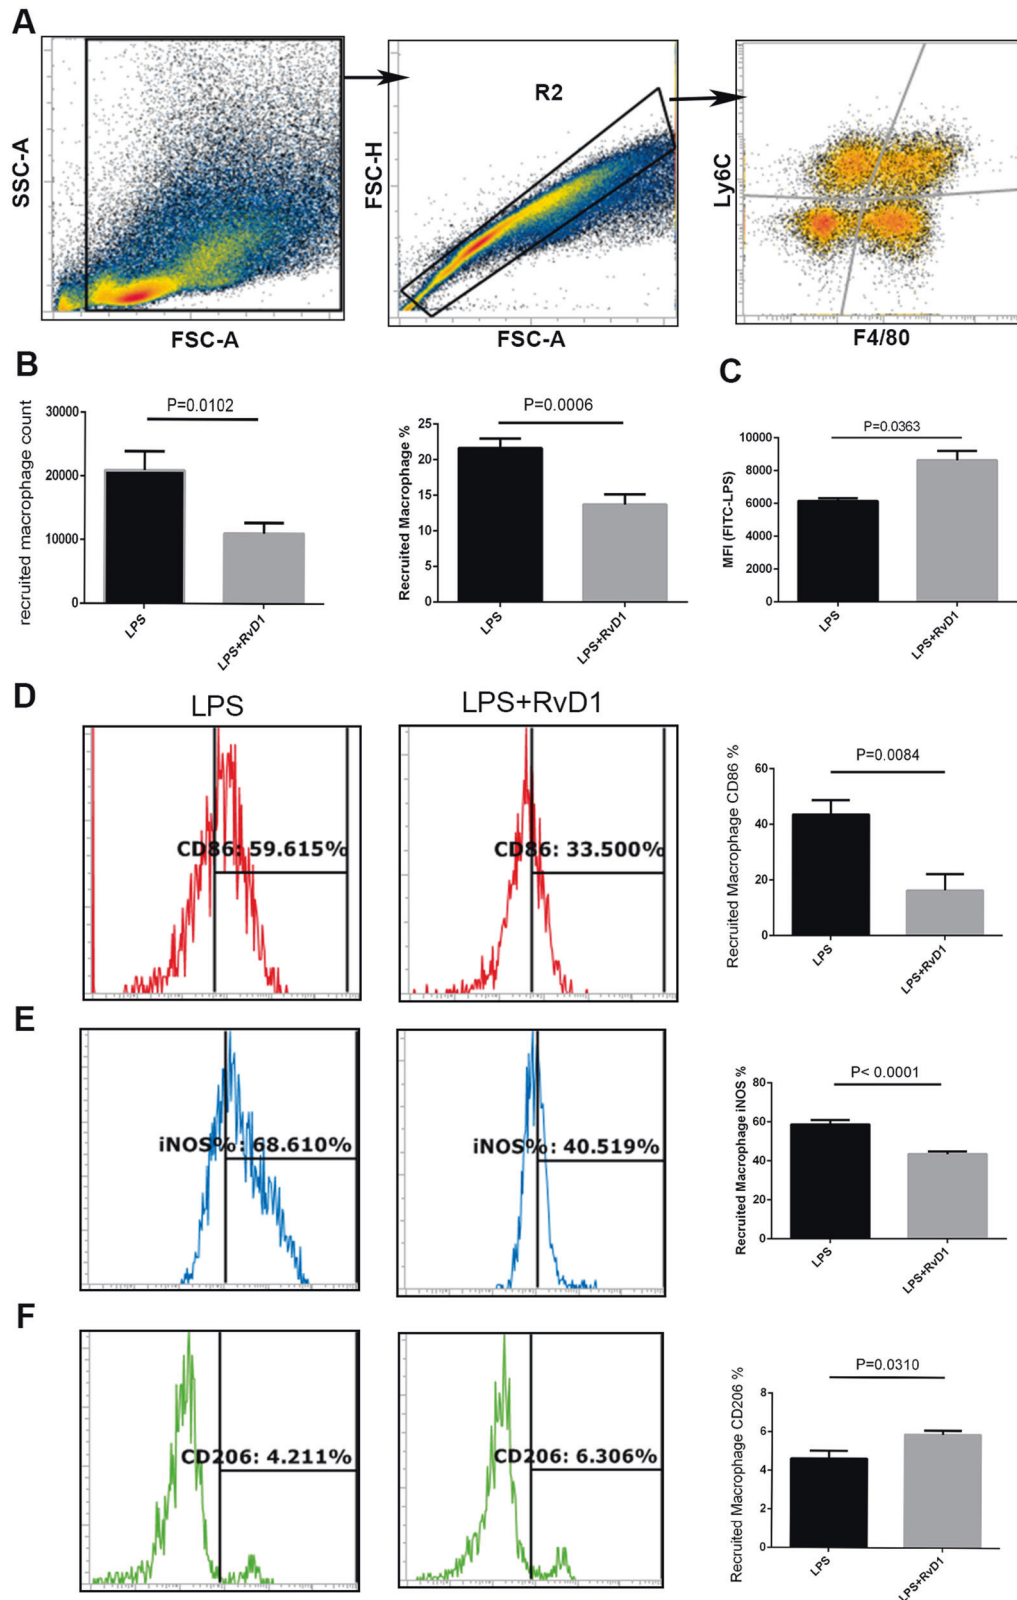 A
SSC-A
FSC-A
R2
FSC-H
FSC-A
Ly6C
F4/80
B
recruited macrophage count
30000
20000
10000
0
P=0.0102
LPS
LPS+RvD1
Recruited Macrophage %
25
20
15
10
5
0
P=0.0006
LPS
LPS+RvD1
C
MFI (FITC-LPS)
10000
8000
6000
4000
2000
0
P=0.0363
LPS
LPS+RvD1
D
LPS
LPS+RvD1
CD86: 59.615%
CD86: 33.500%
Recruited Macrophage CD86 %
60
40
20
0
P=0.0084
LPS
LPS+RvD1
E
iNOS%: 68.610%
iNOS%: 40.519%
Recruited Macrophage iNOS %
80
60
40
20
0
P< 0.0001
LPS
LPS+RvD1
F
CD206: 4.211%
CD206: 6.306%
Recruited Macrophage CD206 %
8
6
4
2
0
P=0.0310
LPS
LPS+RvD1